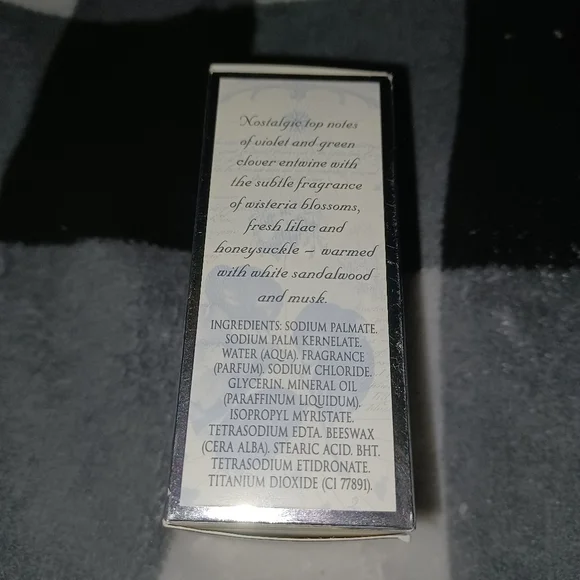 Nostalgic top notes
of violet and green
clover entwine with
the subtle fragrance
of wisteria blossoms,
fresh lilac and
honeysuckle – warmed
with white sandalwood
and musk.
INGREDIENTS: SODIUM PALMATE,
SODIUM PALM KERNELATE,
WATER (AQUA), FRAGRANCE
(PARFUM), SODIUM CHLORIDE,
GLYCERIN, MINERAL OIL
(PARAFFINUM LIQUIDUM),
ISOPROPYL MYRISTATE,
TETRASODIUM EDTA, BEESWAX
(CERA ALBA), STEARIC ACID, BHT,
TETRASODIUM ETIDRONATE,
TITANIUM DIOXIDE (CI 77891).